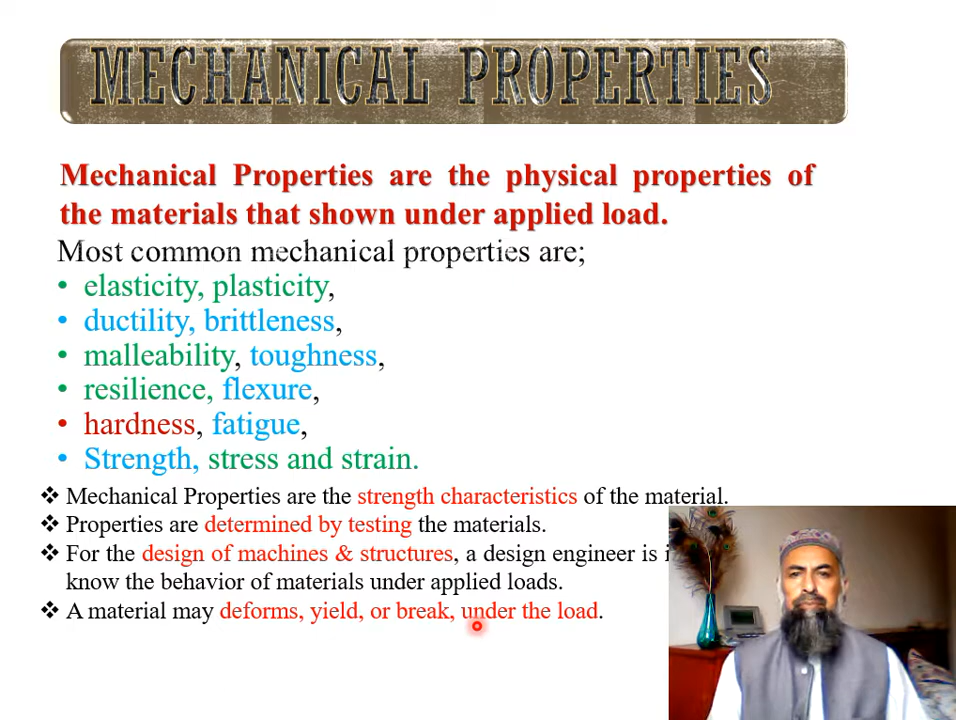 MECHANICAL PROPERTIES
Mechanical Properties are the physical properties of
the materials that shown under applied load.
Most common mechanical properties are;
• elasticity, plasticity,
• ductility, brittleness,
• malleability, toughness,
• resilience, flexure,
• hardness, fatigue,
• Strength, stress and strain.
❖ Mechanical Properties are the strength characteristics of the material.
❖ Properties are determined by testing the materials.
❖ For the design of machines & structures, a design engineer is
know the behavior of materials under applied loads.
❖ A material may deforms, yield, or break, under the load.